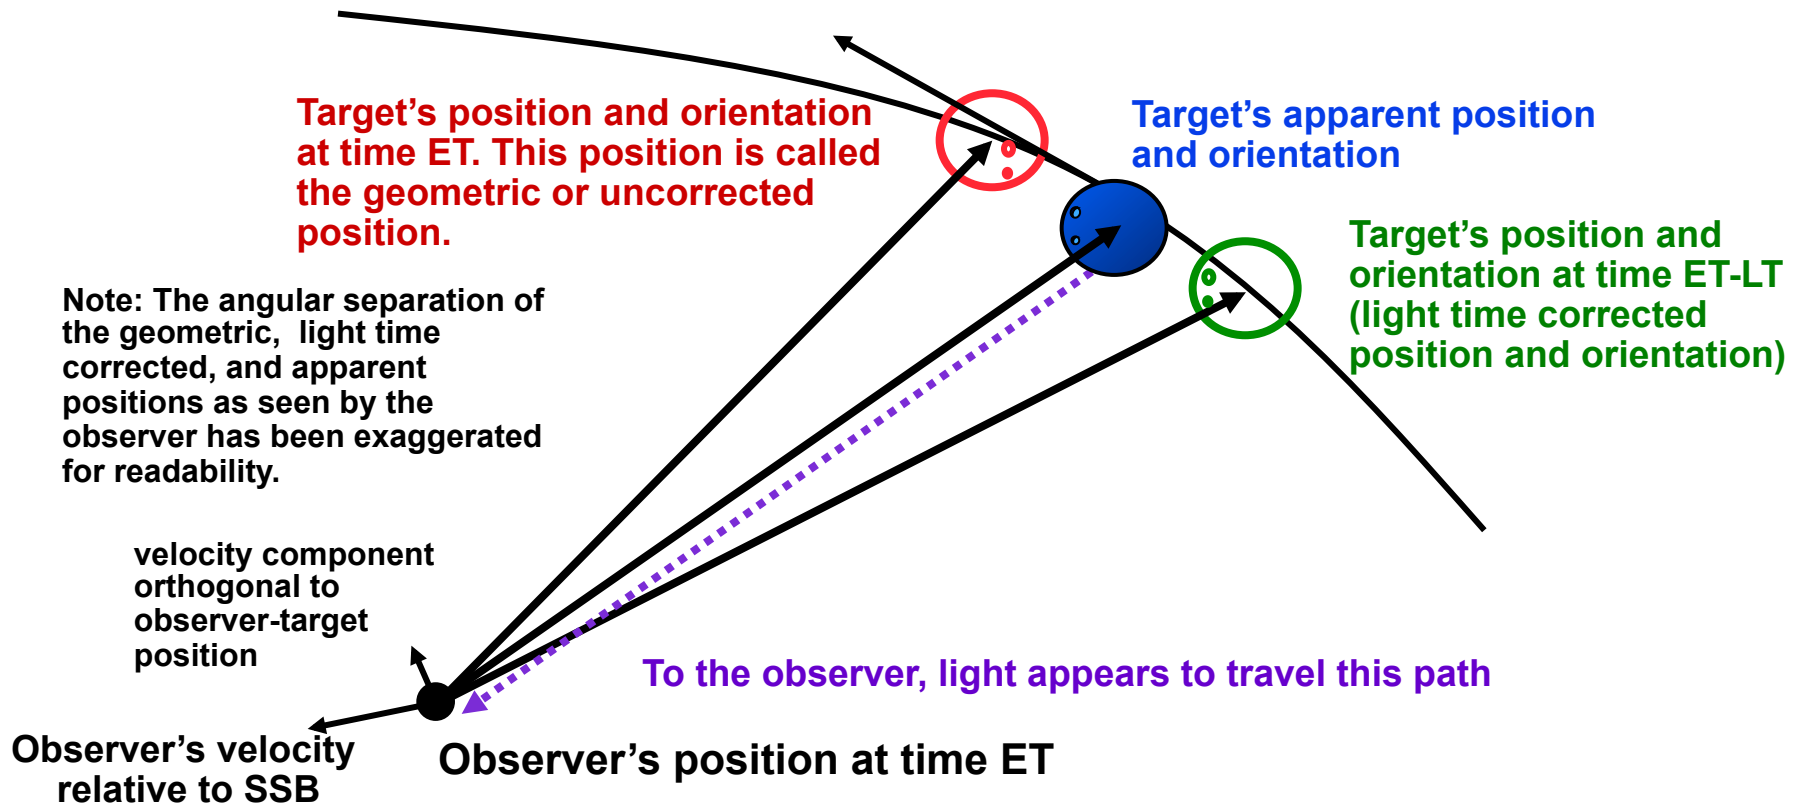 Target’s position and orientation
at time ET. This position is called
the geometric or uncorrected
position.
Target’s apparent position
and orientation
Target’s position and
orientation at time ET-LT
(light time corrected
position and orientation)
Note: The angular separation of
the geometric,  light time
corrected, and apparent
positions as seen by the
observer has been exaggerated
for readability.
velocity component
orthogonal to
observer-target
position
To the observer, light appears to travel this path
Observer’s velocity
relative to SSB
Observer’s position at time ET